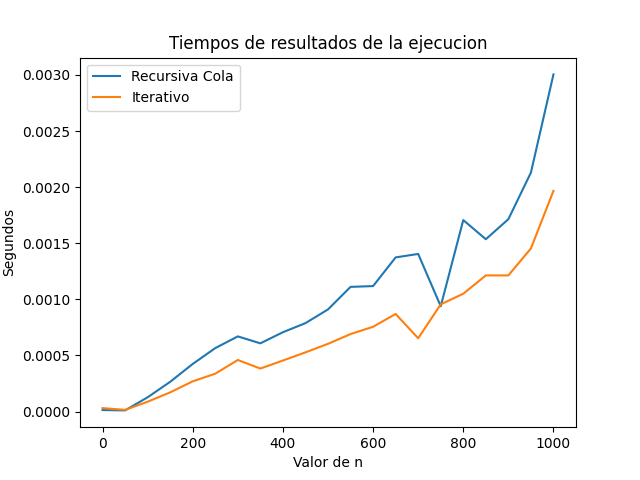 Tiempos de resultados de la ejecucion
Recursiva Cola
Iterativo
0.0030
0.0025
0.0020
0.0015
0.0010
0.0005
0.0000
Segundos
0 200 400 600 800 1000
Valor de n